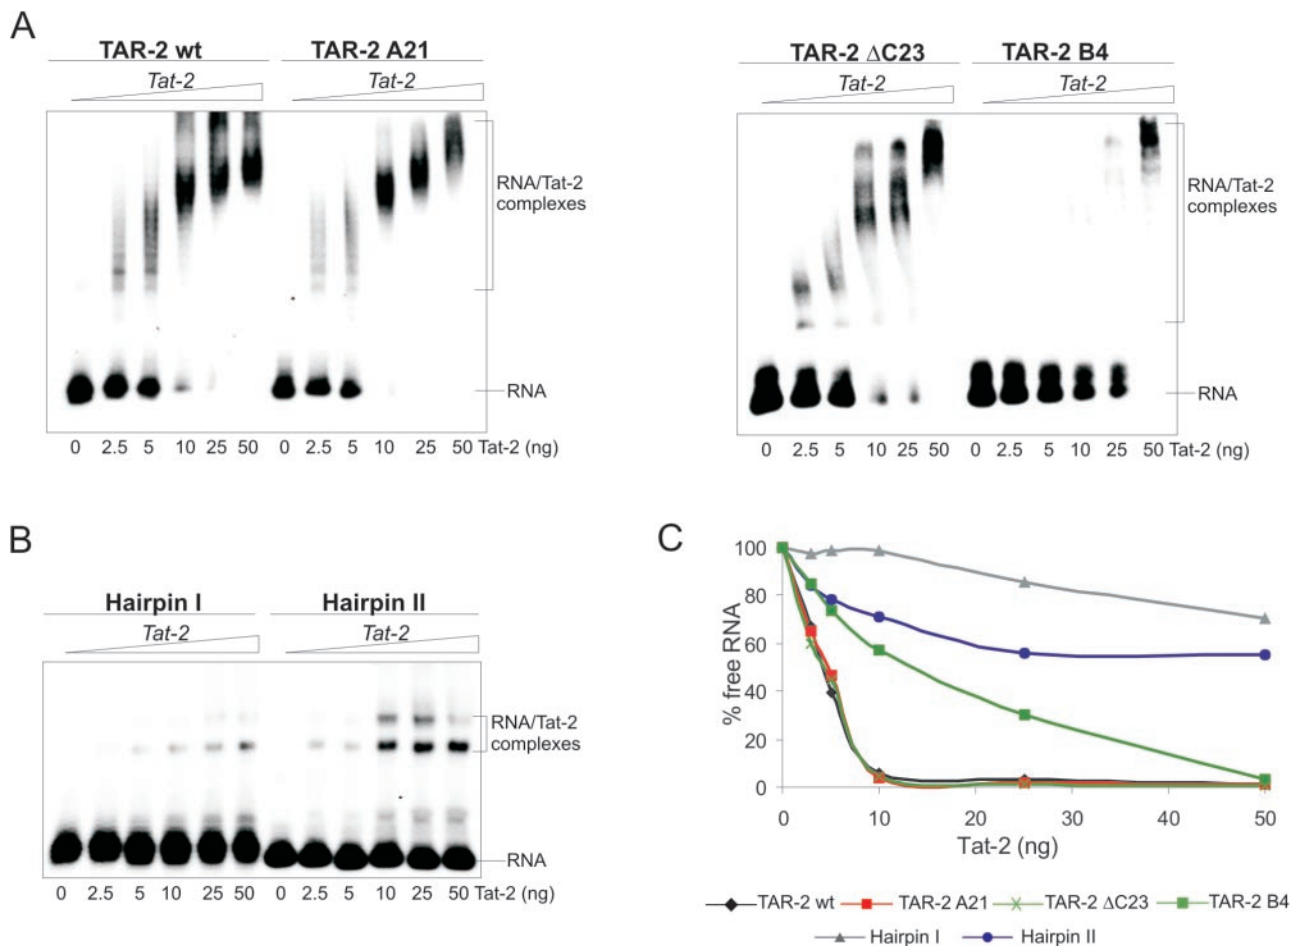 A
TAR-2 wt TAR-2 A21
Tat-2 Tat-2
RNA/Tat-2
complexes
RNA
0 2.5 5 10 25 50 0 2.5 5 10 25 50 Tat-2 (ng)
TAR-2 ΔC23 TAR-2 B4
Tat-2 Tat-2
RNA/Tat-2
complexes
RNA
0 2.5 5 10 25 50 0 2.5 5 10 25 50 Tat-2 (ng)
B
Hairpin I Hairpin II
Tat-2 Tat-2
RNA/Tat-2
complexes
RNA
0 2.5 5 10 25 50 0 2.5 5 10 25 50 Tat-2 (ng)
C
% free RNA
100
80
60
40
20
0
0 10 20 30 40 50
Tat-2 (ng)
TAR-2 wt TAR-2 A21 TAR-2 ΔC23 TAR-2 B4
Hairpin I Hairpin II